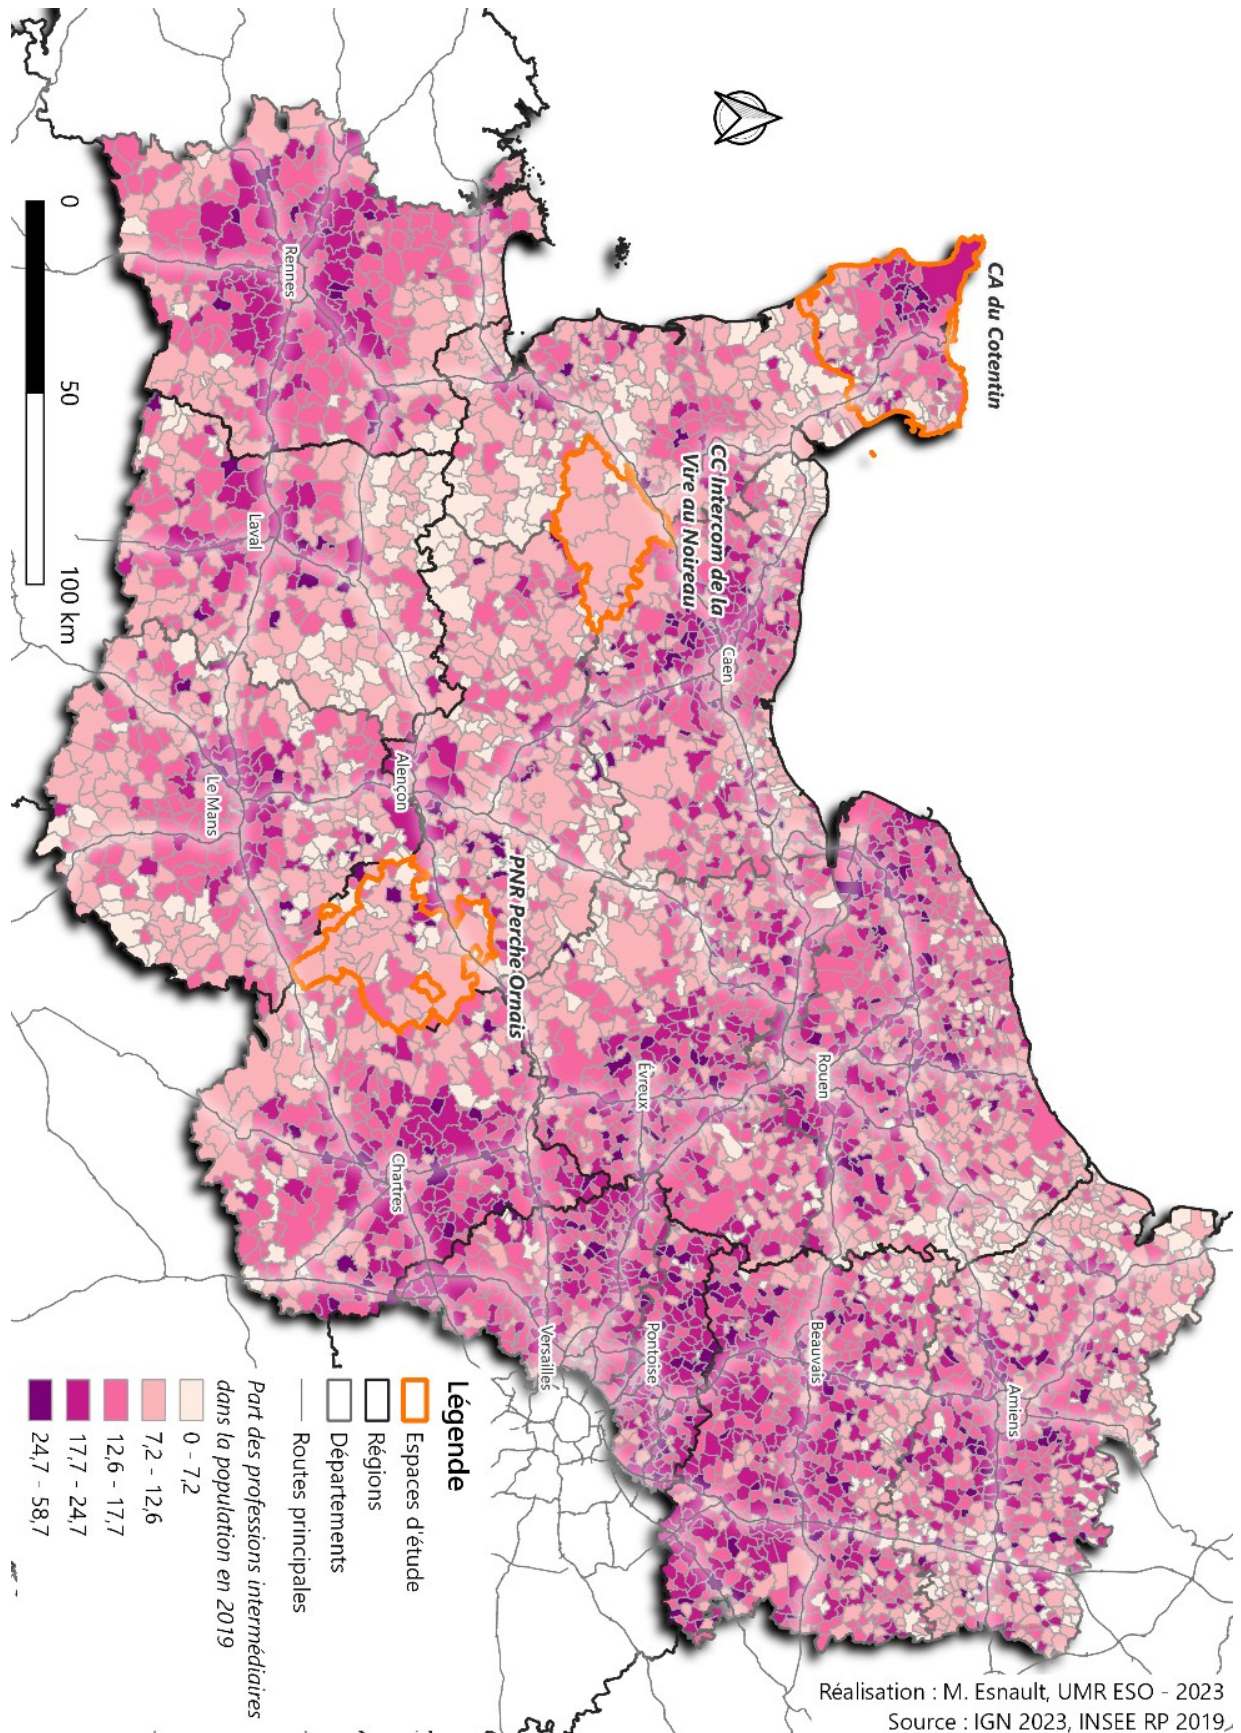 CA du Cotentin
CC Intercom de la
Vire au Noireau
PNR Perche Ornais
Rennes
Laval
Le Mans
Alençon
Caen
Rouen
Évreux
Chartres
Versailles
Pontoise
Beauvais
Amiens
0 50 100 km
Légende
Espaces d'étude
Régions
Départements
Routes principales
Part des professions intermédiaires
dans la population en 2019
0 - 7,2
7,2 - 12,6
12,6 - 17,7
17,7 - 24,7
24,7 - 58,7
Réalisation : M. Esnault, UMR ESO - 2023
Source : IGN 2023, INSEE RP 2019